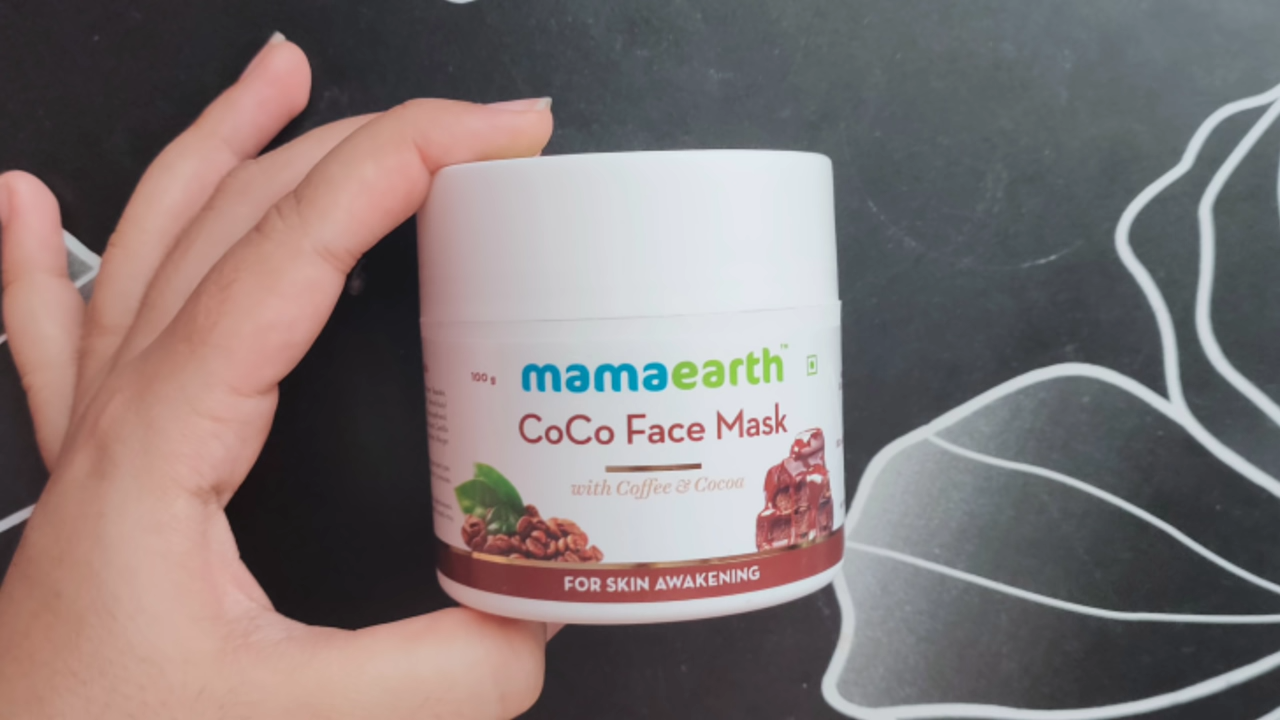 100 g
mamaearth™
CoCo Face Mask
with Coffee & Cocoa
FOR SKIN AWAKENING